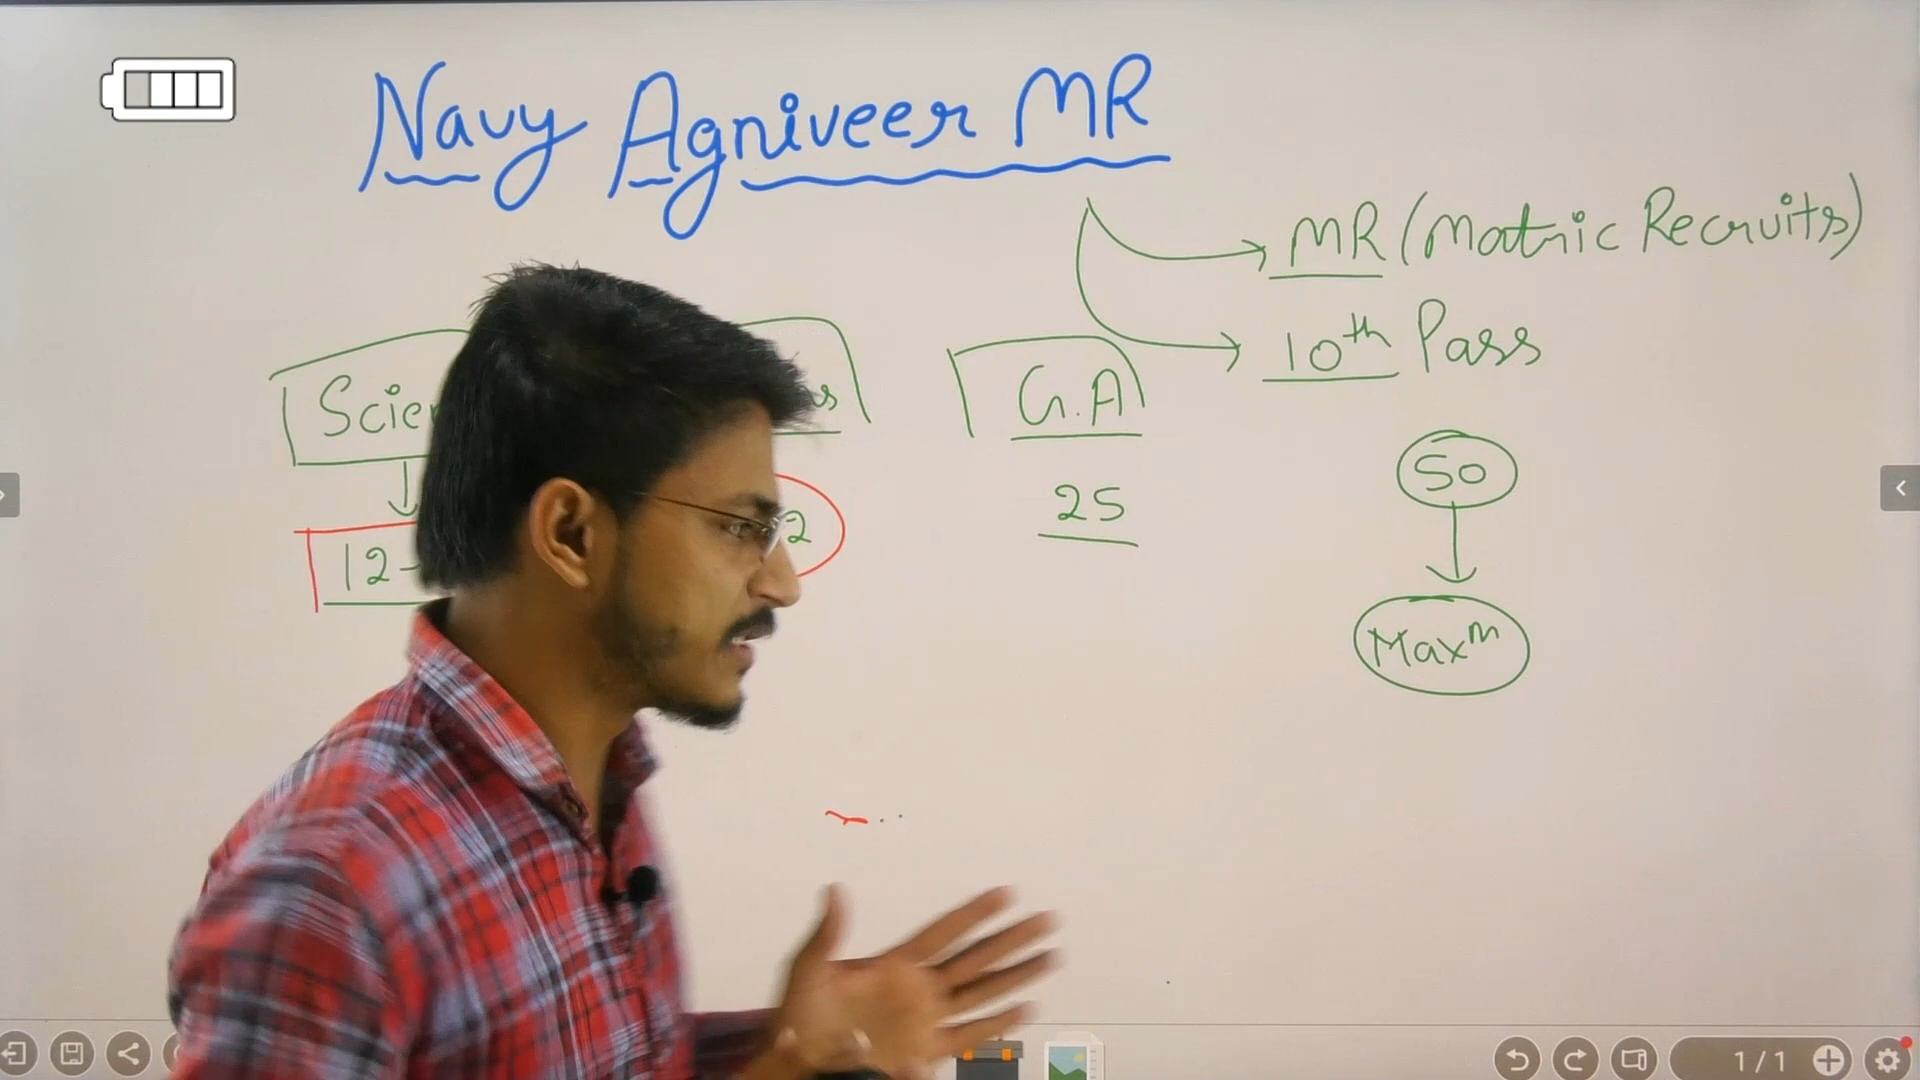 Navy Agniveer MR
MR (Matric Recruits)
10th Pass
G.A
25
50
Maxm
1/1